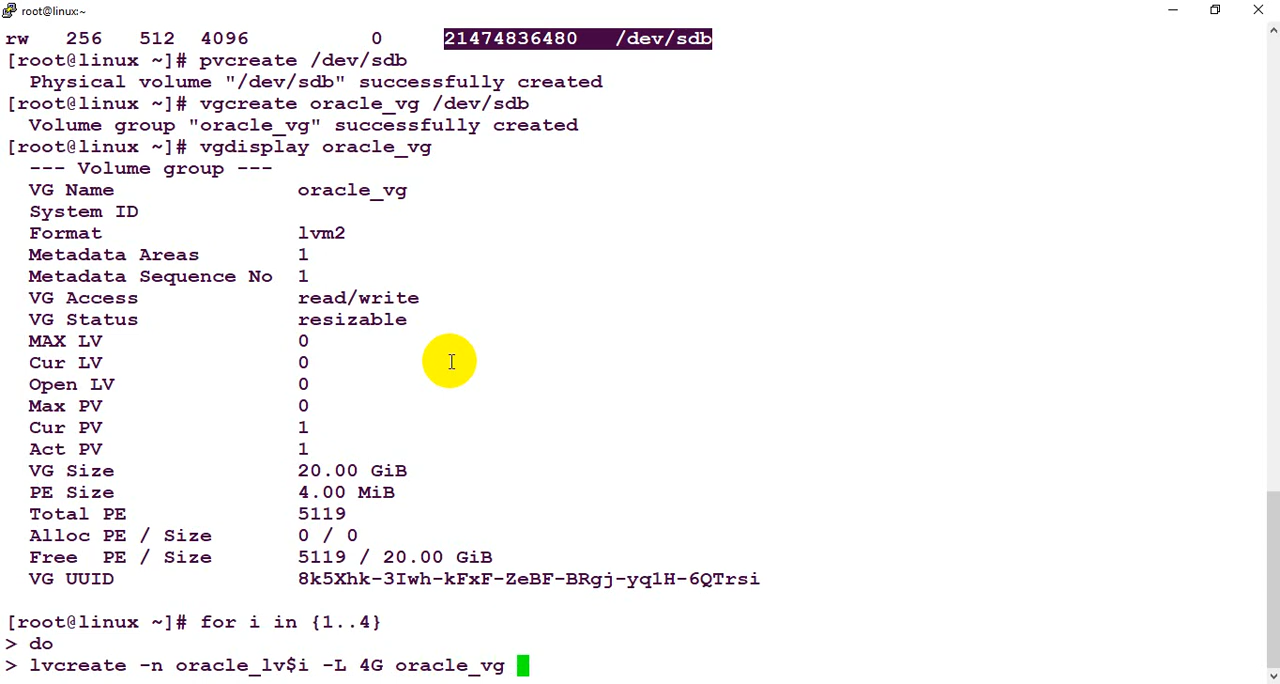 root@linux:~
rw   256   512  4096            0     21474836480   /dev/sdb
[root@linux ~]# pvcreate /dev/sdb
  Physical volume "/dev/sdb" successfully created
[root@linux ~]# vgcreate oracle_vg /dev/sdb
  Volume group "oracle_vg" successfully created
[root@linux ~]# vgdisplay oracle_vg
  --- Volume group ---
  VG Name               oracle_vg
  System ID
  Format                lvm2
  Metadata Areas        1
  Metadata Sequence No  1
  VG Access             read/write
  VG Status             resizable
  MAX LV                0
  Cur LV                0
  Open LV               0
  Max PV                0
  Cur PV                1
  Act PV                1
  VG Size               20.00 GiB
  PE Size               4.00 MiB
  Total PE              5119
  Alloc PE / Size       0 / 0
  Free  PE / Size       5119 / 20.00 GiB
  VG UUID               8k5Xhk-3Iwh-kFxF-ZeBF-BRgj-yq1H-6QTrsi
[root@linux ~]# for i in {1..4}
> do
> lvcreate -n oracle_lv$i -L 4G oracle_vg